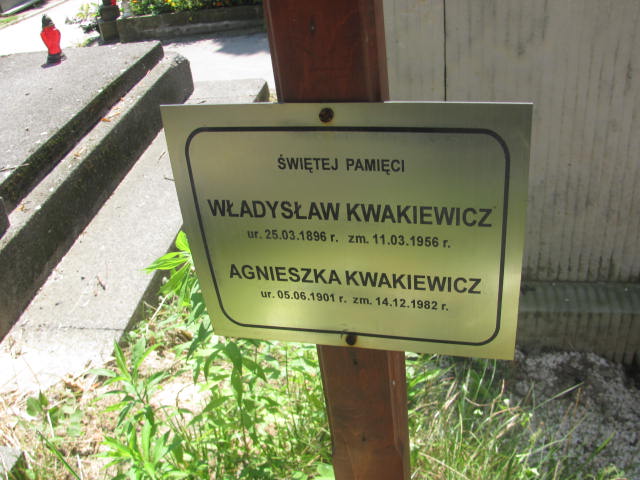 ŚWIĘTEJ PAMIĘCI
WŁADYSŁAW KWAKIEWICZ
ur. 25.03.1896 r. zm. 11.03.1956 r.
AGNIESZKA KWAKIEWICZ
ur. 05.06.1901 r. zm. 14.12.1982 r.